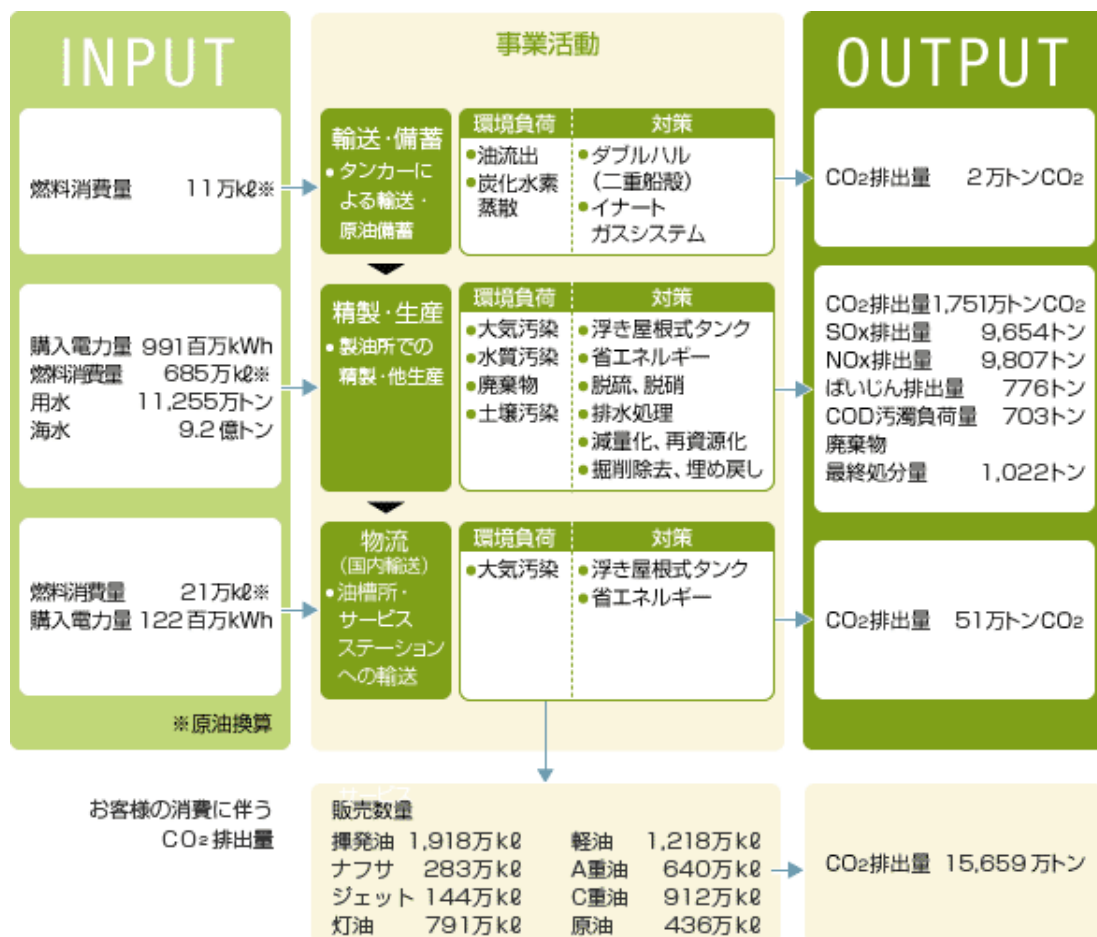 INPUT
事業活動
OUTPUT
燃料消費量 11万kℓ※
輸送・備蓄
●タンカーに
よる輸送・
原油備蓄
環境負荷
●油流出
●炭化水素
蒸散
対策
●ダブルハル
(二重船殻)
●イナート
ガスシステム
CO2排出量 2万トンCO2
購入電力量 991百万kWh
燃料消費量 685万kℓ※
用水 11,255万トン
海水 9.2億トン
精製・生産
●製油所での
精製・他生産
環境負荷
●大気汚染
●水質汚染
●廃棄物
●土壌汚染
対策
●浮き屋根式タンク
●省エネルギー
●脱硫、脱硝
●排水処理
●減量化、再資源化
●掘削除去、埋め戻し
CO2排出量1,751万トンCO2
SOx排出量 9,654トン
NOx排出量 9,807トン
ばいじん排出量 776トン
COD汚濁負荷量 703トン
廃棄物
最終処分量 1,022トン
燃料消費量 21万kℓ※
購入電力量 122百万kWh
物流
(国内輸送)
●油槽所・
サービス
ステーション
への輸送
環境負荷
●大気汚染
対策
●浮き屋根式タンク
●省エネルギー
CO2排出量 51万トンCO2
※原油換算
お客様の消費に伴う
CO2排出量
サービス
販売数量
揮発油 1,918万kℓ 軽油 1,218万kℓ
ナフサ 283万kℓ A重油 640万kℓ
ジェット 144万kℓ C重油 912万kℓ
灯油 791万kℓ 原油 436万kℓ
CO2排出量 15,659万トン